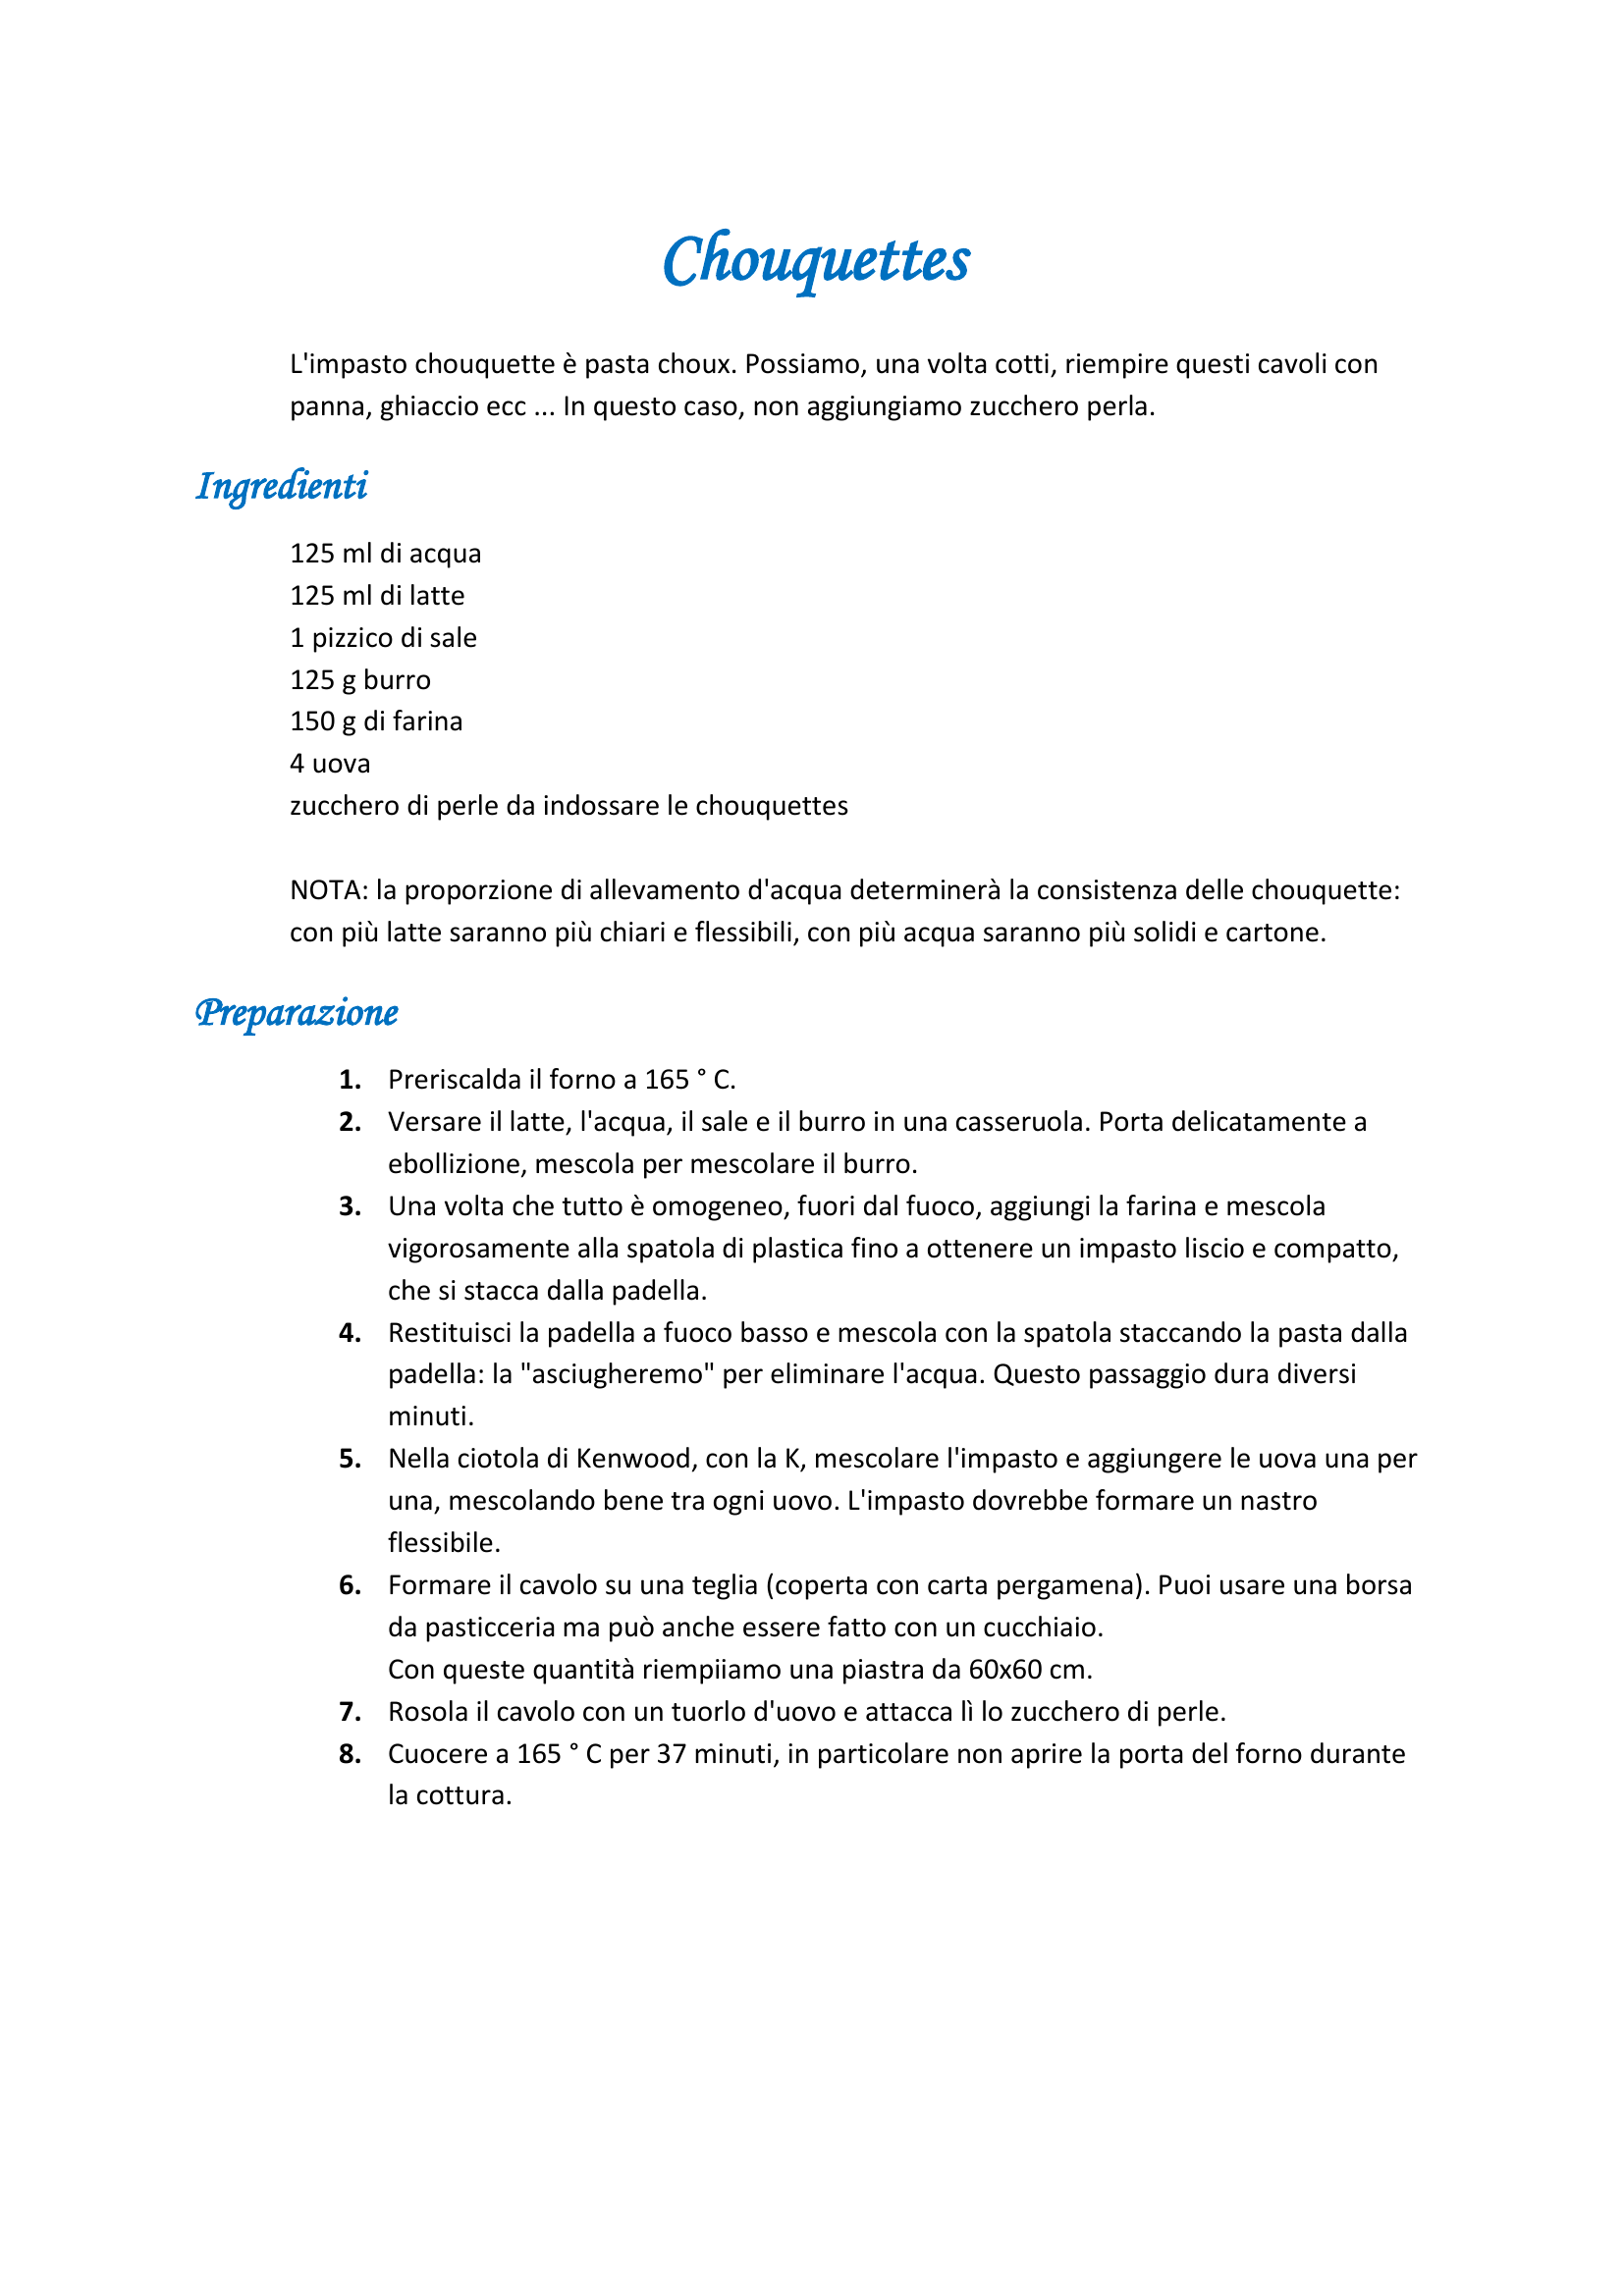 Chouquettes
L'impasto chouquette è pasta choux. Possiamo, una volta cotti, riempire questi cavoli con
panna, ghiaccio ecc ... In questo caso, non aggiungiamo zucchero perla.
Ingredienti
125 ml di acqua
125 ml di latte
1 pizzico di sale
125 g burro
150 g di farina
4 uova
zucchero di perle da indossare le chouquettes
NOTA: la proporzione di allevamento d'acqua determinerà la consistenza delle chouquette:
con più latte saranno più chiari e flessibili, con più acqua saranno più solidi e cartone.
Preparazione
1. Preriscalda il forno a 165 ° C.
2. Versare il latte, l'acqua, il sale e il burro in una casseruola. Porta delicatamente a
ebollizione, mescola per mescolare il burro.
3. Una volta che tutto è omogeneo, fuori dal fuoco, aggiungi la farina e mescola
vigorosamente alla spatola di plastica fino a ottenere un impasto liscio e compatto,
che si stacca dalla padella.
4. Restituisci la padella a fuoco basso e mescola con la spatola staccando la pasta dalla
padella: la "asciugheremo" per eliminare l'acqua. Questo passaggio dura diversi
minuti.
5. Nella ciotola di Kenwood, con la K, mescolare l'impasto e aggiungere le uova una per
una, mescolando bene tra ogni uovo. L'impasto dovrebbe formare un nastro
flessibile.
6. Formare il cavolo su una teglia (coperta con carta pergamena). Puoi usare una borsa
da pasticceria ma può anche essere fatto con un cucchiaio.
Con queste quantità riempiiamo una piastra da 60x60 cm.
7. Rosola il cavolo con un tuorlo d'uovo e attacca lì lo zucchero di perle.
8. Cuocere a 165 ° C per 37 minuti, in particolare non aprire la porta del forno durante
la cottura.